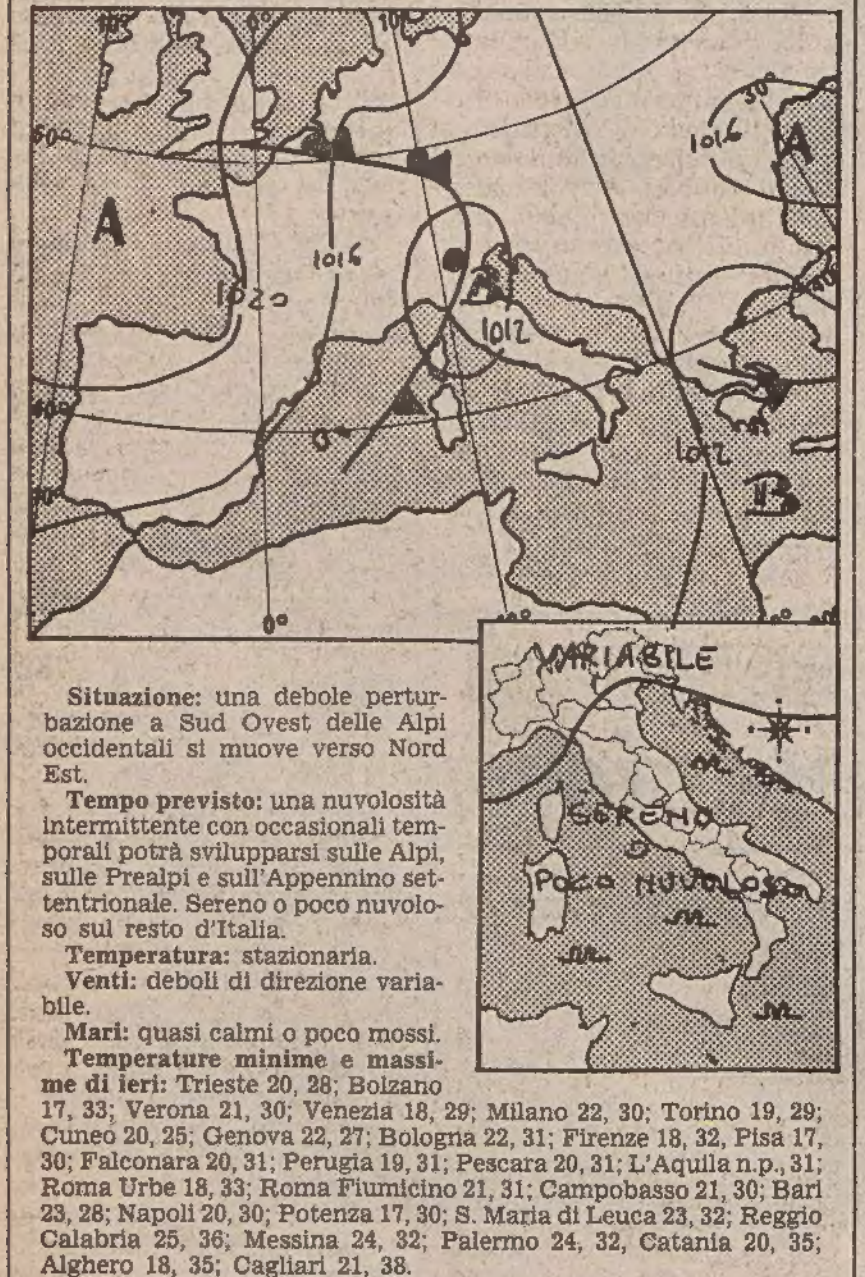 10°
0°
10°
50°
30°
1016
A
A
1016
1020
B
1012
40°
40°
1012
B
0°
VARIABILE
SERENO
O
POCO NUVOLOSO
Situazione: una debole pertur-
bazione a Sud Ovest delle Alpi
occidentali si muove verso Nord
Est.
Tempo previsto: una nuvolosità
intermittente con occasionali tem-
porali potrà svilupparsi sulle Alpi,
sulle Prealpi e sull'Appennino set-
tentrionale. Sereno o poco nuvolo-
so sul resto d'Italia.
Temperatura: stazionaria.
Venti: deboli di direzione varia-
bile.
Mari: quasi calmi o poco mossi.
Temperature minime e massi-
me di ieri: Trieste 20, 28; Bolzano
17, 33; Verona 21, 30; Venezia 18, 29; Milano 22, 30; Torino 19, 29;
Cuneo 20, 25; Genova 22, 27; Bologna 22, 31; Firenze 18, 32, Pisa 17,
30; Falconara 20, 31; Perugia 19, 31; Pescara 20, 31; L'Aquila n.p., 31;
Roma Urbe 18, 33; Roma Fiumicino 21, 31; Campobasso 21, 30; Bari
23, 28; Napoli 20, 30; Potenza 17, 30; S. Maria di Leuca 23, 32; Reggio
Calabria 25, 36; Messina 24, 32; Palermo 24, 32, Catania 20, 35;
Alghero 18, 35; Cagliari 21, 38.